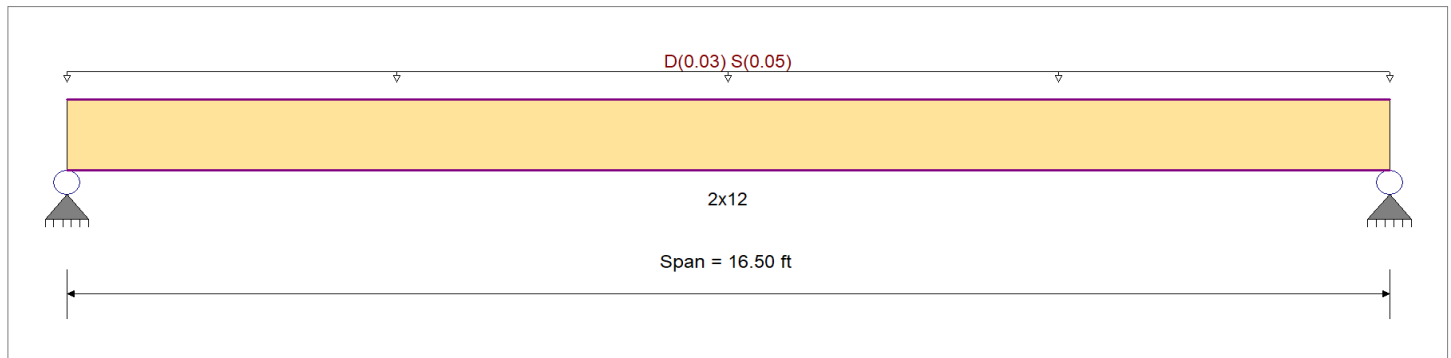 D(0.03) S(0.05)
2x12
Span = 16.50 ft